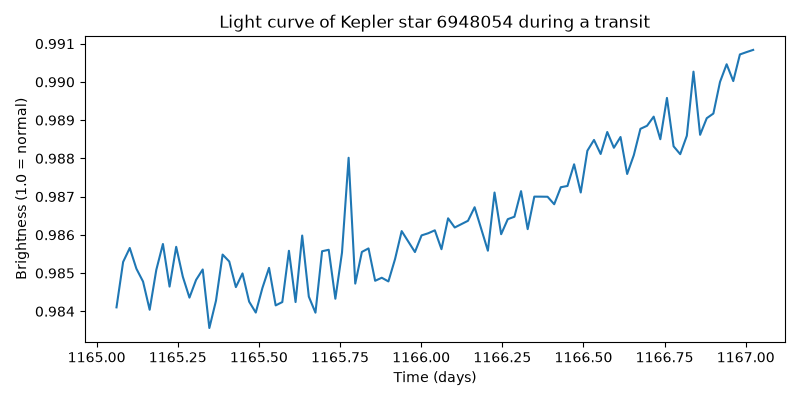 Light curve of Kepler star 6948054 during a transit
0.991
0.990
0.989
0.988
0.987
0.986
0.985
0.984
Brightness (1.0 = normal)
1165.00 1165.25 1165.50 1165.75 1166.00 1166.25 1166.50 1166.75 1167.00
Time (days)